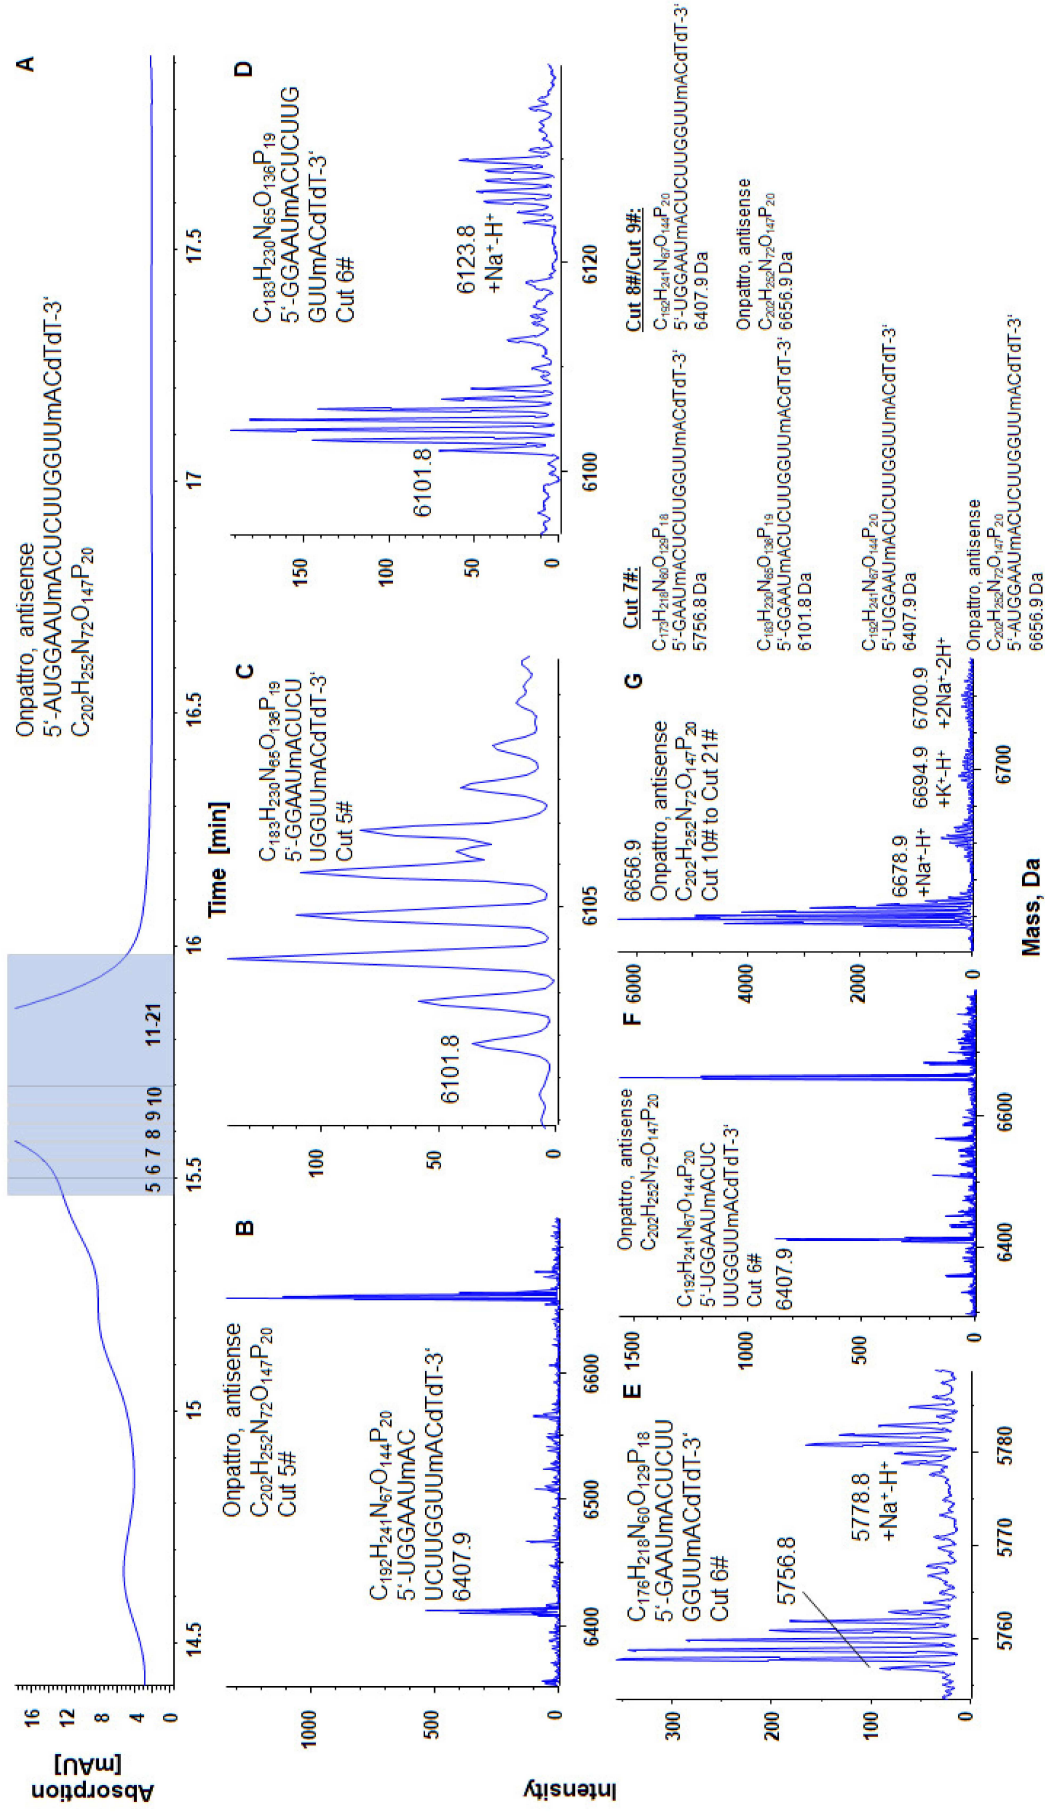 A
Onpattro, antisense
5'-AUGGAAUmACUCUUGGUUmACdTdT-3'
C202H252N72O147P20
Absorption
[mAU]
16
12
8
4
0
5 6 7 8 9 10
11-21
14.5
15
15.5
16
16.5
17
17.5
Time [min]
B
Onpattro, antisense
C202H252N72O147P20
Cut 5#
C192H241N67O144P20
5'-UGGAAUmAC
UCUUGGUUmACdTdT-3'
6407.9
1000
500
0
6400
6500
6600
C
C183H230N65O136P19
5'-GGAAUmACUCU
UGGUUmACdTdT-3'
Cut 5#
6101.8
100
50
0
6105
D
C183H230N65O136P19
5'-GGAAUmACUCUUG
GUUmACdTdT-3'
Cut 6#
6101.8
6123.8
+Na+-H+
150
100
50
0
6100
6120
Intensity
E
C176H218N60O129P18
5'-GAAUmACUCUU
GGUUmACdTdT-3'
Cut 6#
5756.8
5778.8
+Na+-H+
300
200
100
0
5760
5770
5780
F
Onpattro, antisense
C202H252N72O147P20
C192H241N67O144P20
5'-UGGAAUmACUC
UUGGUUmACdTdT-3'
Cut 6#
6407.9
1500
1000
500
0
6400
6600
G
6656.9
Onpattro, antisense
C202H252N72O147P20
Cut 10# to Cut 21#
6678.9
+Na+-H+
6694.9
+K+-H+
6700.9
+2Na+-2H+
6000
4000
2000
0
6700
Mass, Da
Cut 7#:
C173H218N60O129P18
5'-GAAUmACUCUUGGUUmACdTdT-3'
5756.8 Da
C183H230N65O136P19
5'-GGAAUmACUCUUGGUUmACdTdT-3'
6101.8 Da
C192H241N67O144P20
5'-UGGAAUmACUCUUGGUUmACdTdT-3'
6407.9 Da
Onpattro, antisense
C202H252N72O147P20
5'-AUGGAAUmACUCUUGGUUmACdTdT-3'
6656.9 Da
Cut 8#/Cut 9#:
C192H241N67O144P20
5'-UGGAAUmACUCUUGGUUmACdTdT-3'
6407.9 Da
Onpattro, antisense
C202H252N72O147P20
6656.9 Da